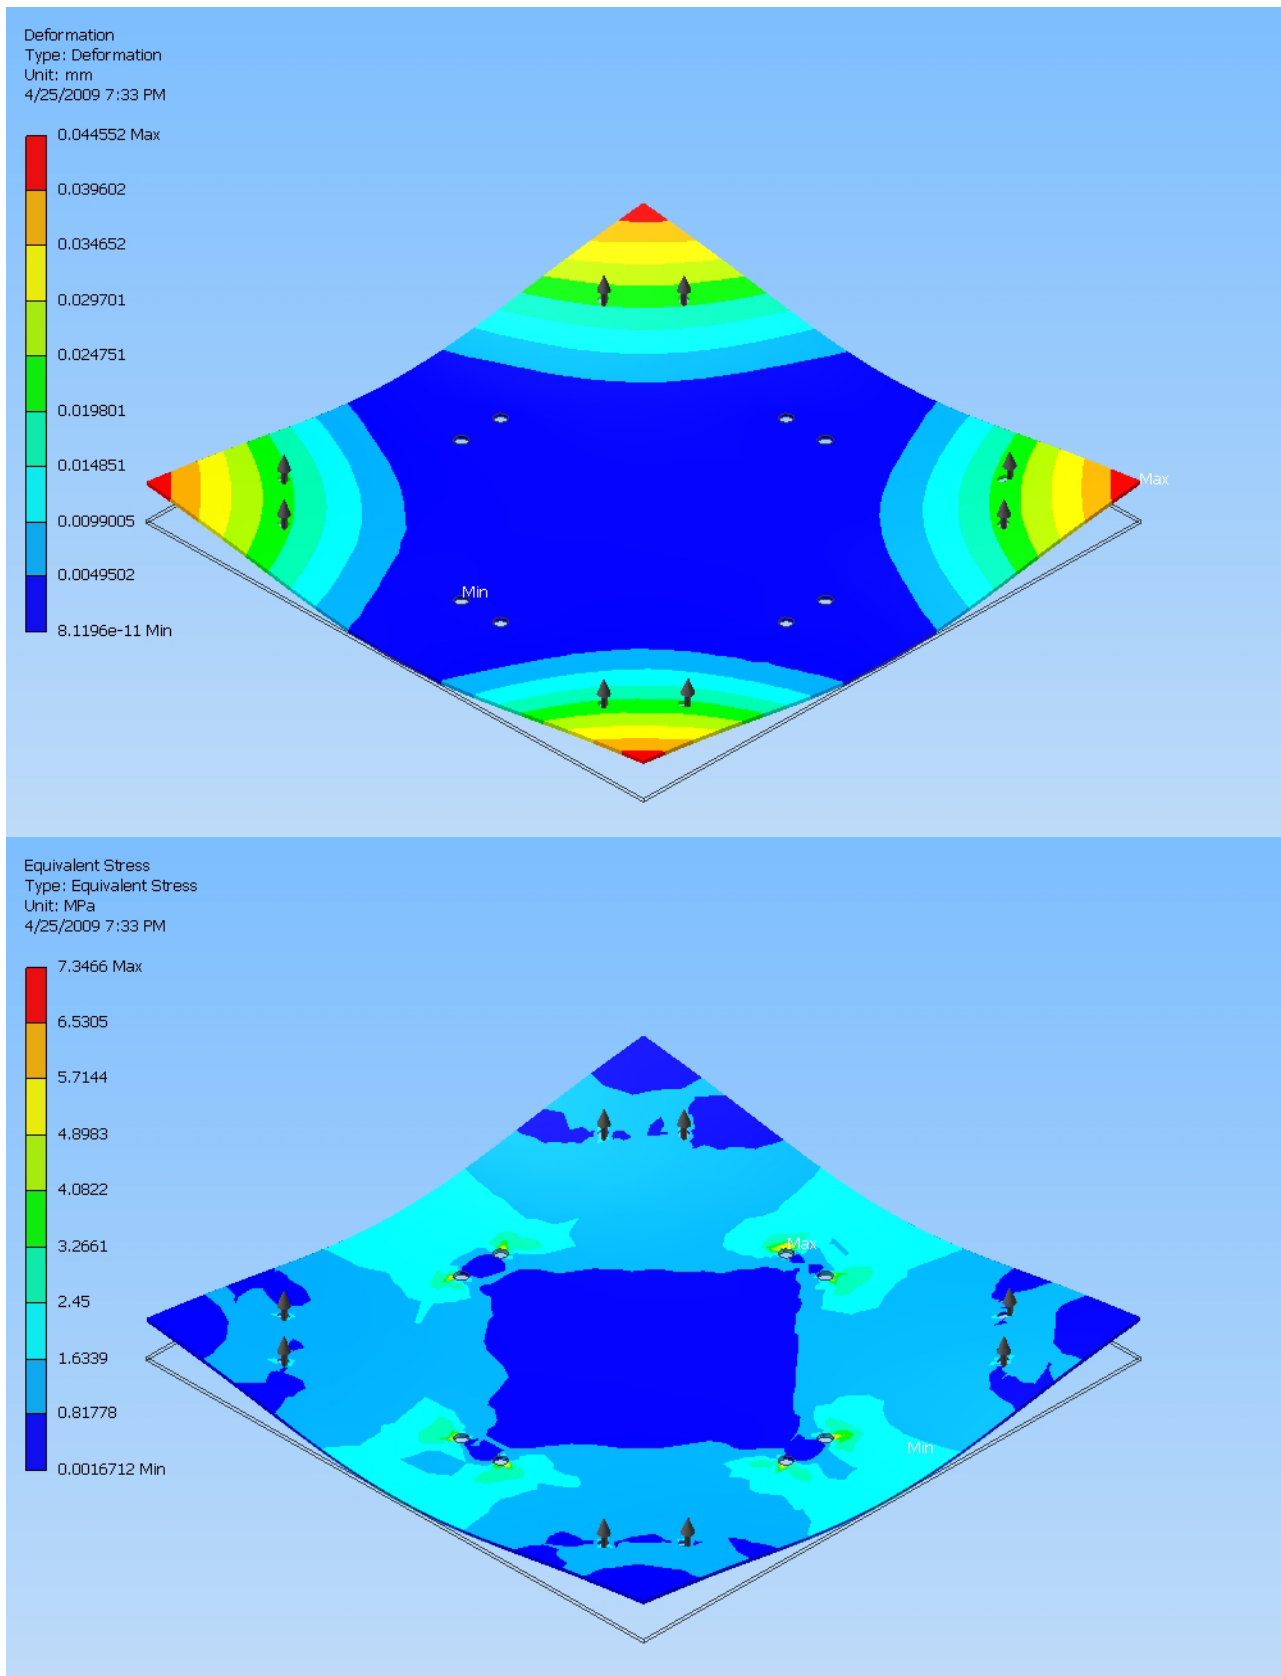 Deformation
Type: Deformation
Unit: mm
4/25/2009 7:33 PM
0.044552 Max
0.039602
0.034652
0.029701
0.024751
0.019801
0.014851
0.0099005
0.0049502
8.1196e-11 Min
Max
Min
Equivalent Stress
Type: Equivalent Stress
Unit: MPa
4/25/2009 7:33 PM
7.3466 Max
6.5305
5.7144
4.8983
4.0822
3.2661
2.45
1.6339
0.81778
0.0016712 Min
Max
Min